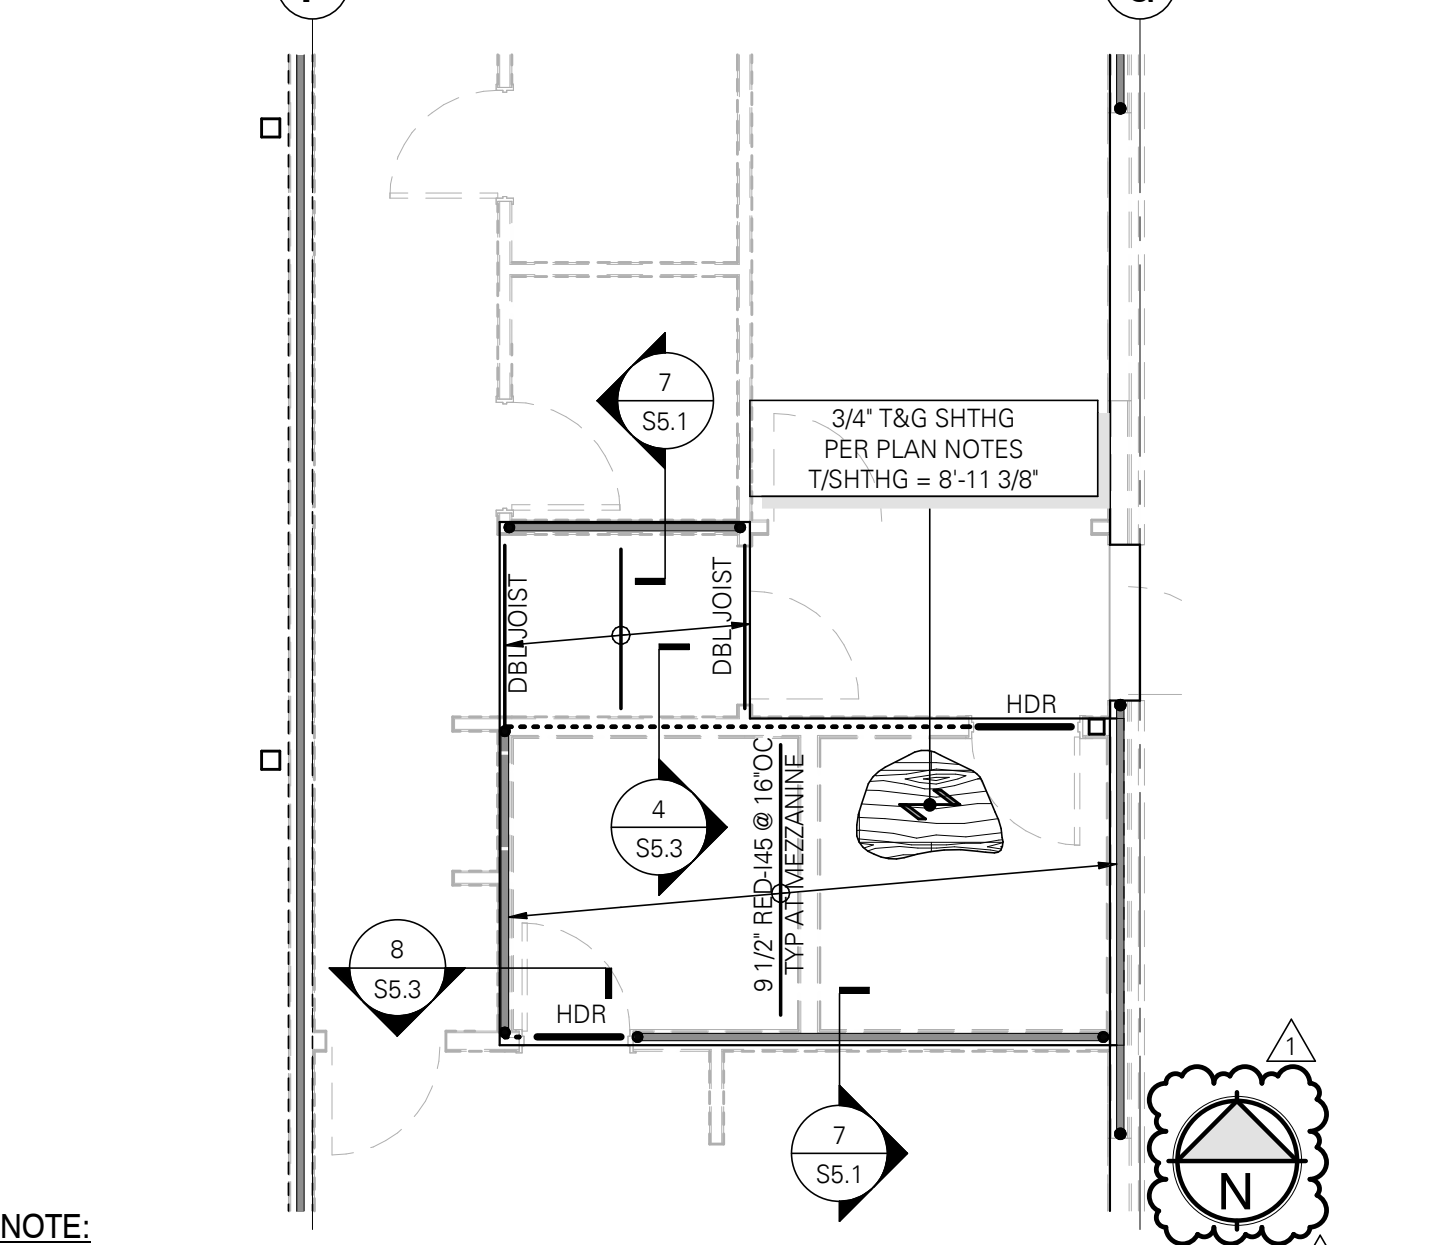 7
S5.1
3/4" T&G SHTHG
PER PLAN NOTES
T/SHTHG = 8'-11 3/8"
DBL JOIST
DBL JOIST
HDR
4
S5.3
9 1/2" RED-I45 @ 16"OC
TYP AT MEZZANINE
8
S5.3
HDR
7
S5.1
1
N
NOTE: